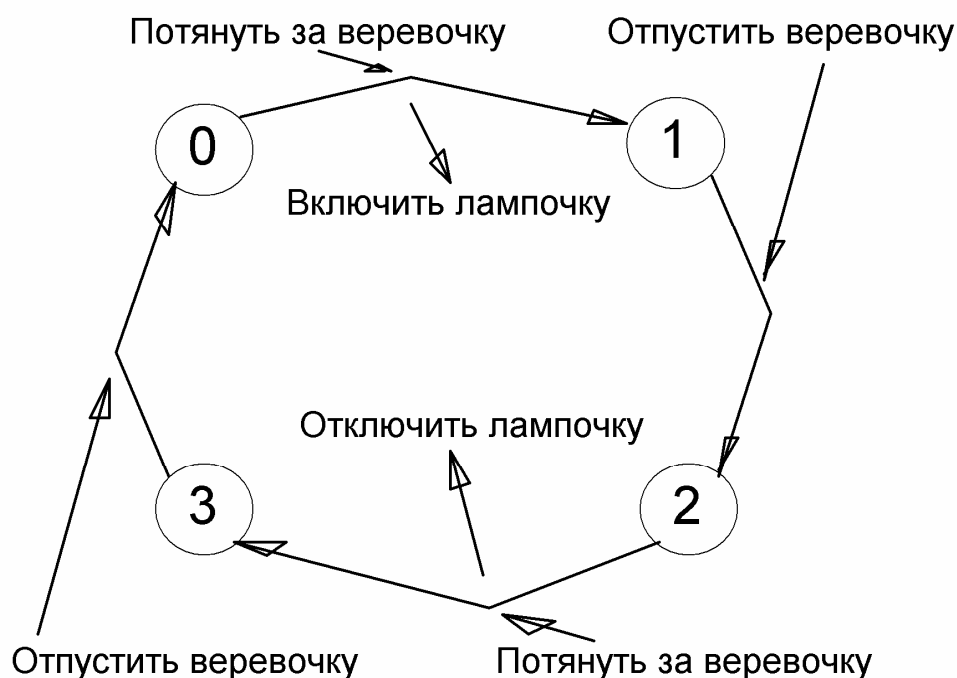 Потянуть за веревочку
Отпустить веревочку
0
1
Включить лампочку
Отключить лампочку
3
2
Отпустить веревочку
Потянуть за веревочку